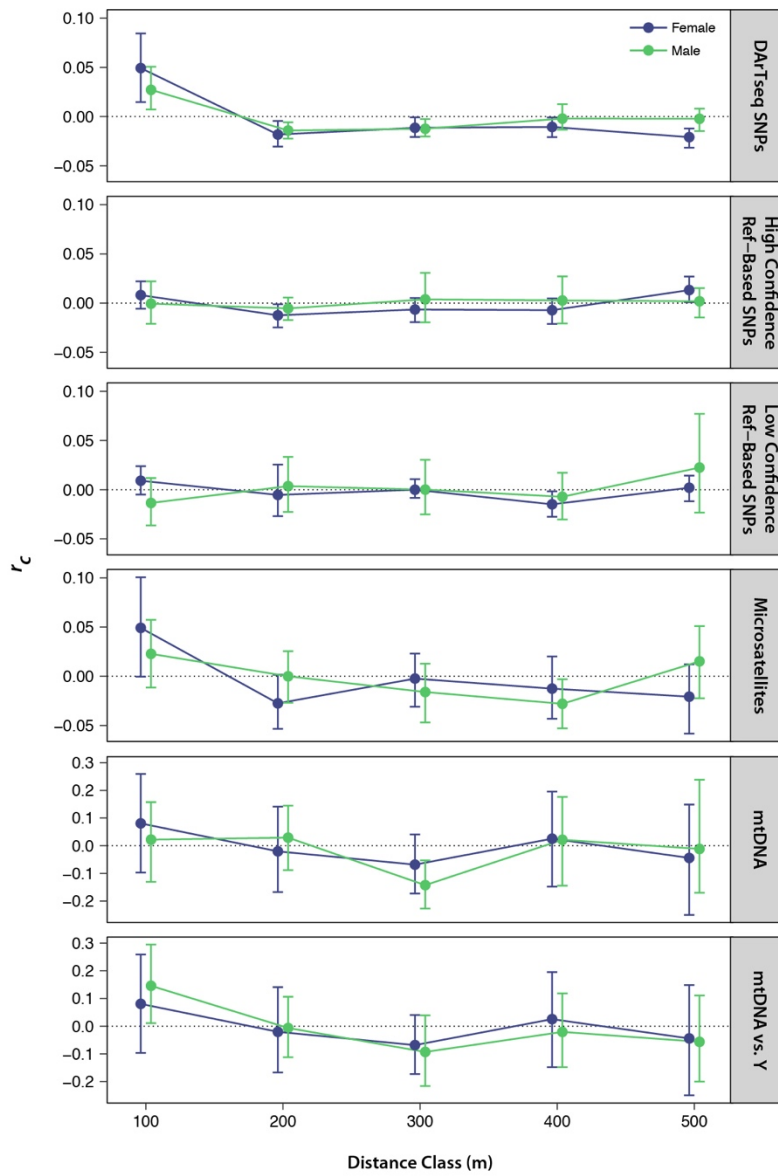 Female
Male
0.10
0.05
0.00
−0.05
DArTseq SNPs
0.10
0.05
0.00
−0.05
High Confidence
Ref−Based SNPs
0.10
0.05
0.00
−0.05
Low Confidence
Ref−Based SNPs
rc
0.10
0.05
0.00
−0.05
Microsatellites
0.3
0.2
0.1
0.0
−0.1
−0.2
mtDNA
0.3
0.2
0.1
0.0
−0.1
−0.2
mtDNA vs. Y
100 200 300 400 500
Distance Class (m)